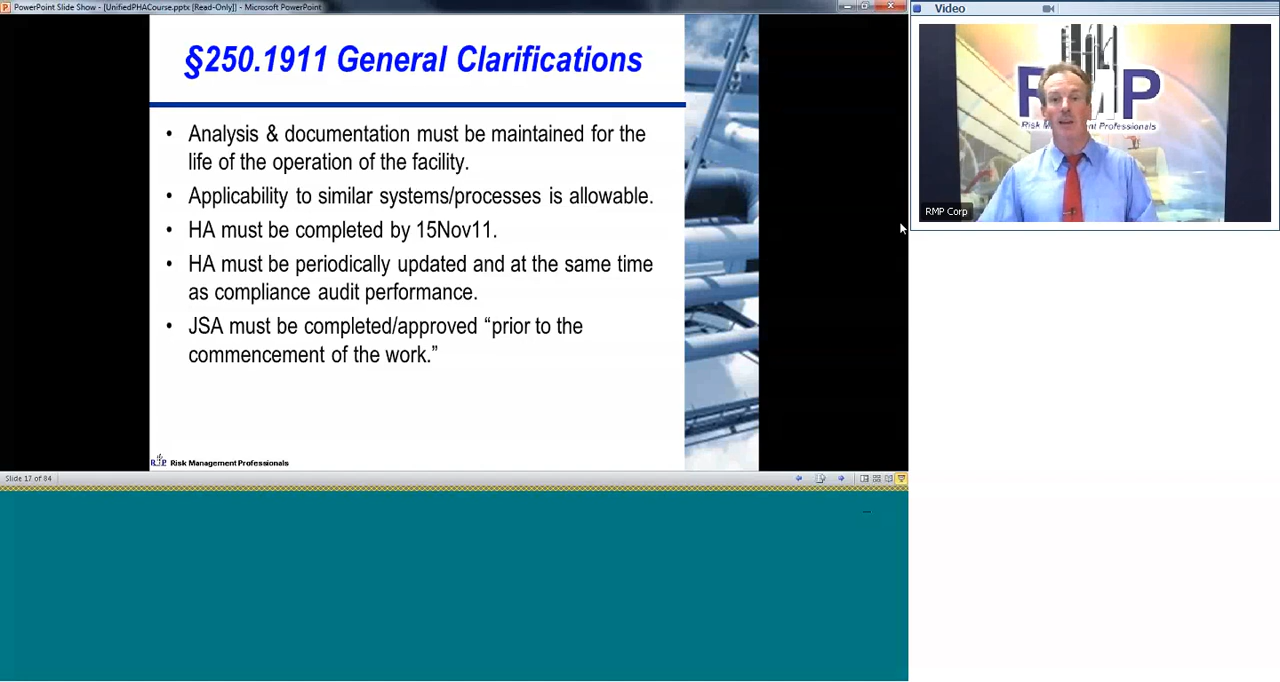 PowerPoint Slide Show - [UnifiedPHACourse.pptx [Read-Only]] - Microsoft PowerPoint
§250.1911 General Clarifications
• Analysis & documentation must be maintained for the
life of the operation of the facility.
• Applicability to similar systems/processes is allowable.
• HA must be completed by 15Nov11.
• HA must be periodically updated and at the same time
as compliance audit performance.
• JSA must be completed/approved “prior to the
commencement of the work.”
Risk Management Professionals
Slide 17 of 84
Video
RMP
Risk Management Professionals
RMP Corp